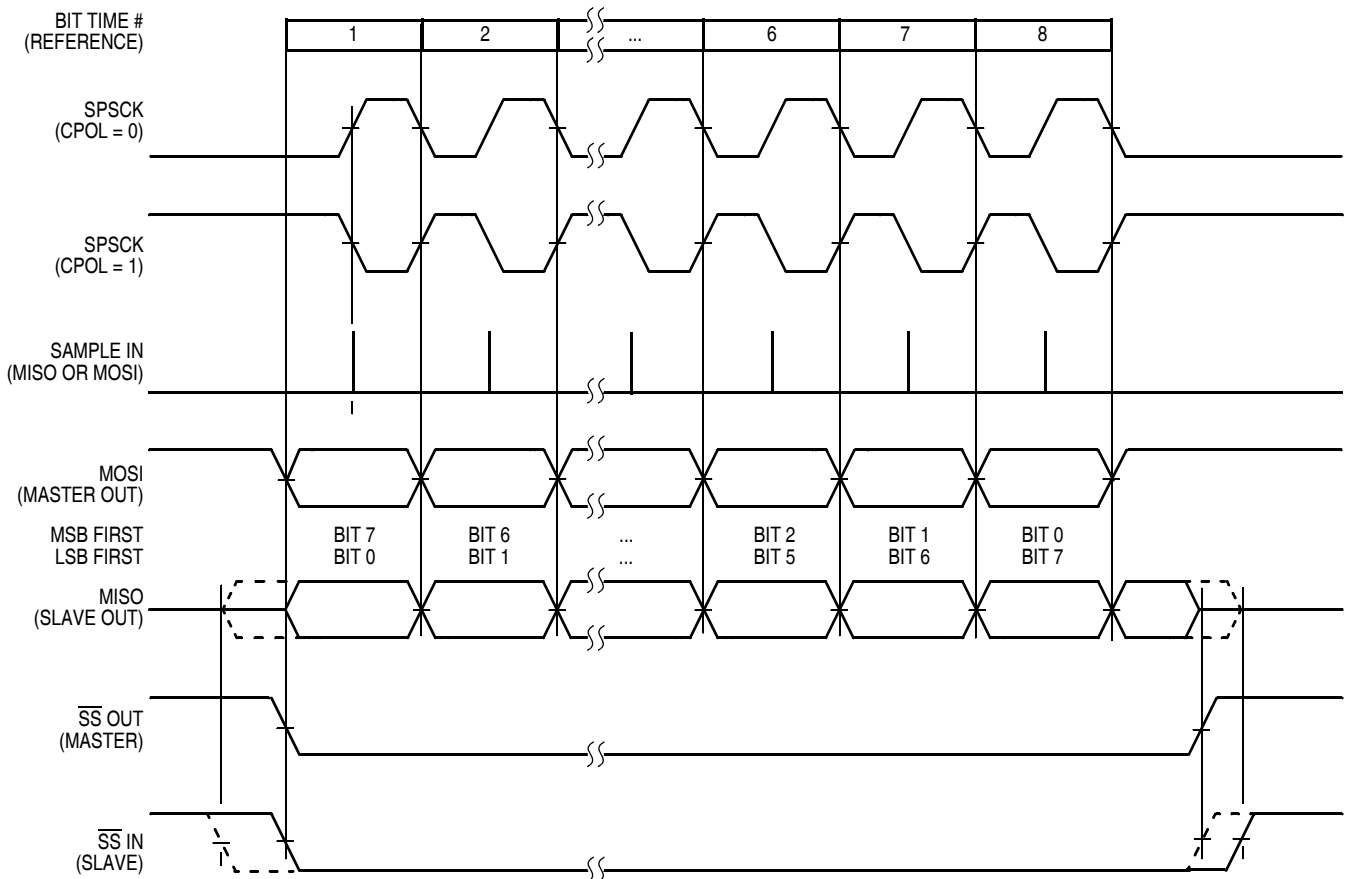 BIT TIME #
(REFERENCE)
1 2 ... 6 7 8
SPSCK
(CPOL = 0)
SPSCK
(CPOL = 1)
SAMPLE IN
(MISO OR MOSI)
MOSI
(MASTER OUT)
MSB FIRST BIT 7 BIT 6 ... BIT 2 BIT 1 BIT 0
LSB FIRST BIT 0 BIT 1 ... BIT 5 BIT 6 BIT 7
MISO
(SLAVE OUT)
S̅S̅ OUT
(MASTER)
S̅S̅ IN
(SLAVE)